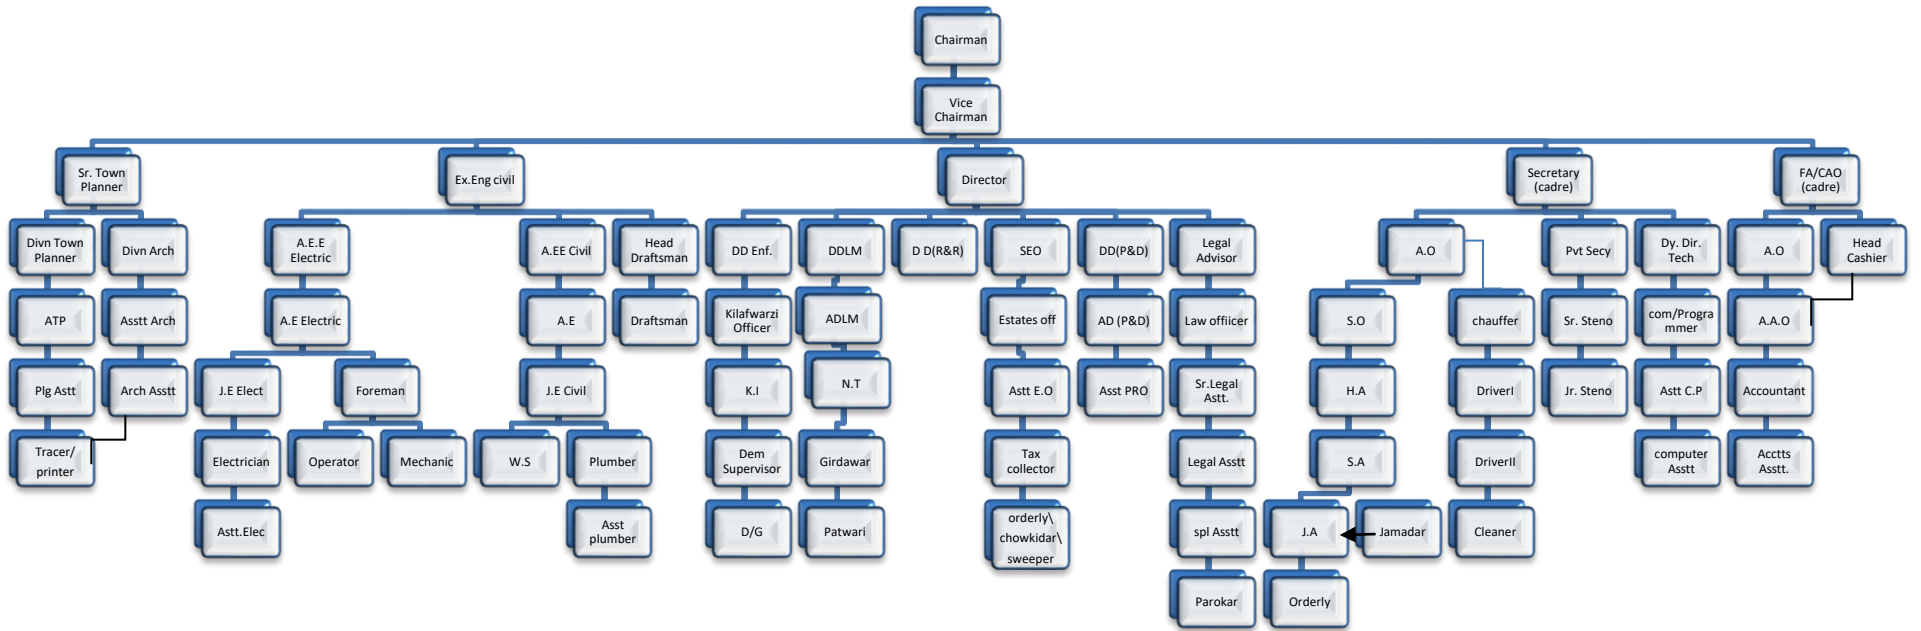 Chairman
Vice
Chairman
Sr. Town
Planner
Ex.Eng civil
Director
Secretary
(cadre)
FA/CAO
(cadre)
Divn Town
Planner
Divn Arch
A.E.E
Electric
A.EE Civil
Head
Draftsman
DD Enf.
DDLM
D D(R&R)
SEO
DD(P&D)
Legal
Advisor
A.O
Pvt Secy
Dy. Dir.
Tech
A.O
Head
Cashier
ATP
Asstt Arch
A.E Electric
A.E
Draftsman
Kilafwarzi
Officer
ADLM
Estates off
AD (P&D)
Law offiicer
S.O
chauffer
Sr. Steno
com/Progra
mmer
A.A.O
Plg Astt
Arch Asstt
J.E Elect
Foreman
J.E Civil
K.I
N.T
Astt E.O
Asst PRO
Sr.Legal
Astt.
H.A
DriverI
Jr. Steno
Astt C.P
Accountant
Tracer/
printer
Electrician
Operator
Mechanic
W.S
Plumber
Dem
Supervisor
Girdawar
Tax
collector
Legal Asstt
S.A
DriverII
computer
Asstt
Acctts
Asstt.
Astt.Elec
Asst
plumber
D/G
Patwari
orderly\
chowkidar\
sweeper
spl Asstt
J.A
Jamadar
Cleaner
Parokar
Orderly